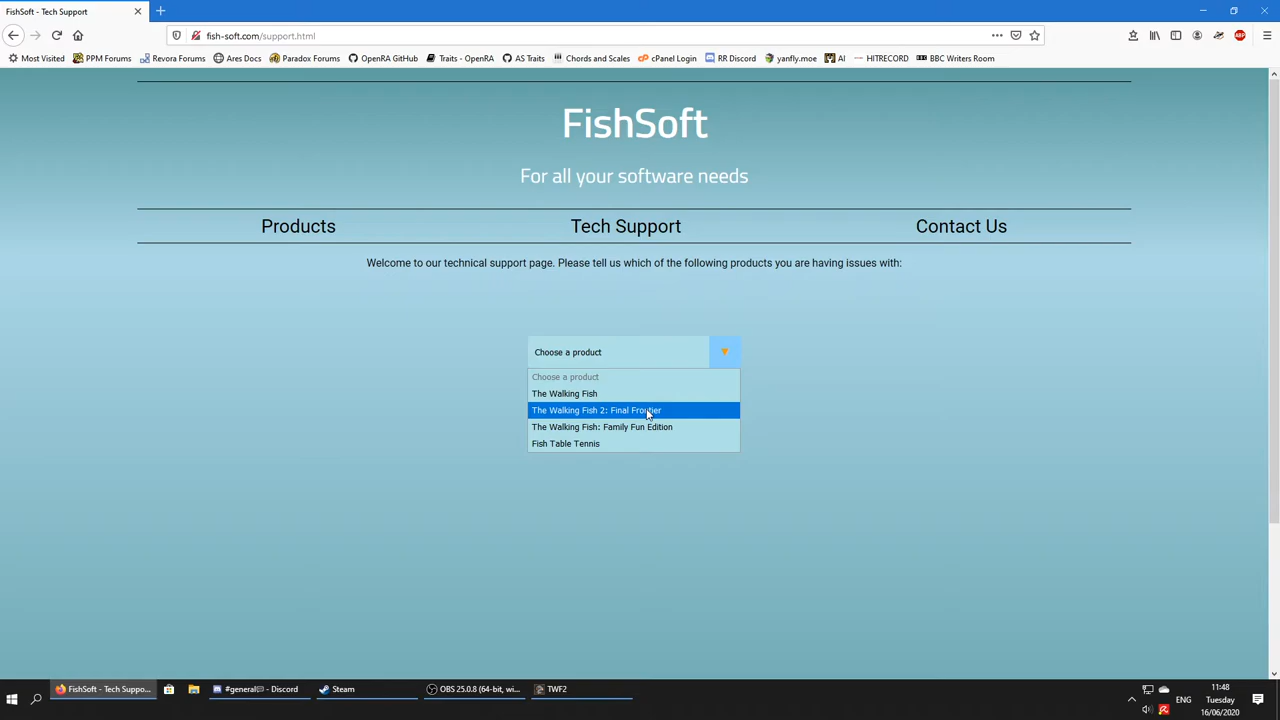 FishSoft - Tech Support
fish-soft.com/support.html
Most Visited
PPM Forums
Revora Forums
Ares Docs
Paradox Forums
OpenRA GitHub
Traits - OpenRA
AS Traits
Chords and Scales
cPanel Login
RR Discord
yanfly.moe
AI
HITRECORD
BBC Writers Room
FishSoft
For all your software needs
Products
Tech Support
Contact Us
Welcome to our technical support page. Please tell us which of the following products you are having issues with:
Choose a product
Choose a product
The Walking Fish
The Walking Fish 2: Final Frontier
The Walking Fish: Family Fun Edition
Fish Table Tennis
FishSoft - Tech Suppo...
#general - Discord
Steam
OBS 25.0.8 (64-bit, wi...
TWF2
ENG
11:48
Tuesday
16/06/2020